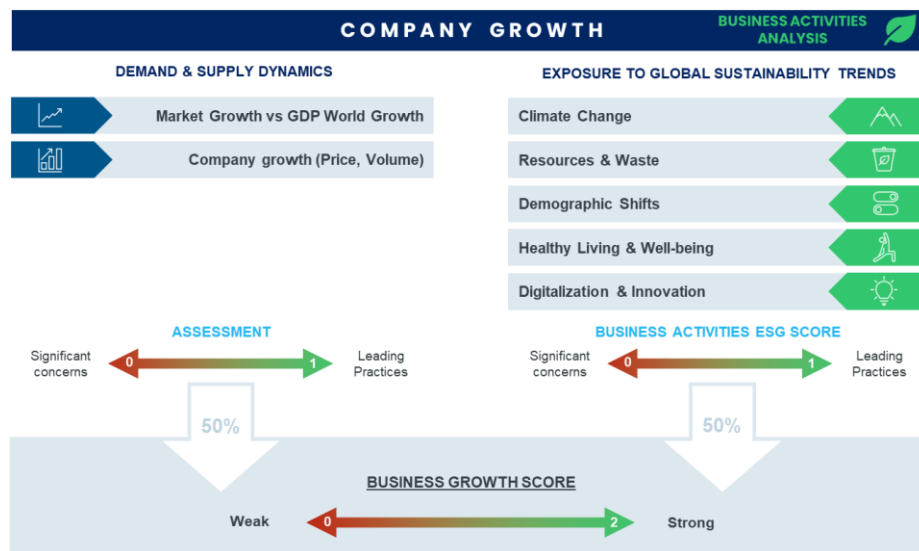 COMPANY GROWTH
BUSINESS ACTIVITIES
ANALYSIS
DEMAND & SUPPLY DYNAMICS
Market Growth vs GDP World Growth
Company growth (Price, Volume)
EXPOSURE TO GLOBAL SUSTAINABILITY TRENDS
Climate Change
Resources & Waste
Demographic Shifts
Healthy Living & Well-being
Digitalization & Innovation
ASSESSMENT
Significant
concerns
0
1
Leading
Practices
50%
BUSINESS ACTIVITIES ESG SCORE
Significant
concerns
0
1
Leading
Practices
50%
BUSINESS GROWTH SCORE
Weak
0
2
Strong